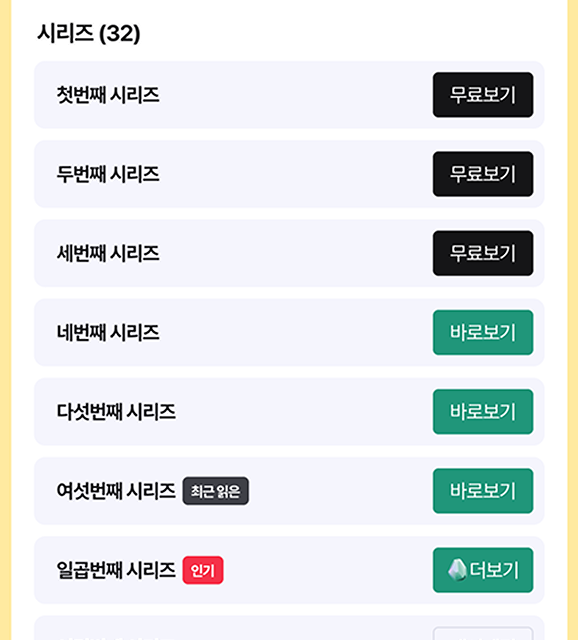 시리즈 (32)
첫번째 시리즈 무료보기
두번째 시리즈 무료보기
세번째 시리즈 무료보기
네번째 시리즈 바로보기
다섯번째 시리즈 바로보기
여섯번째 시리즈 최근 읽은 바로보기
일곱번째 시리즈 인기 더보기